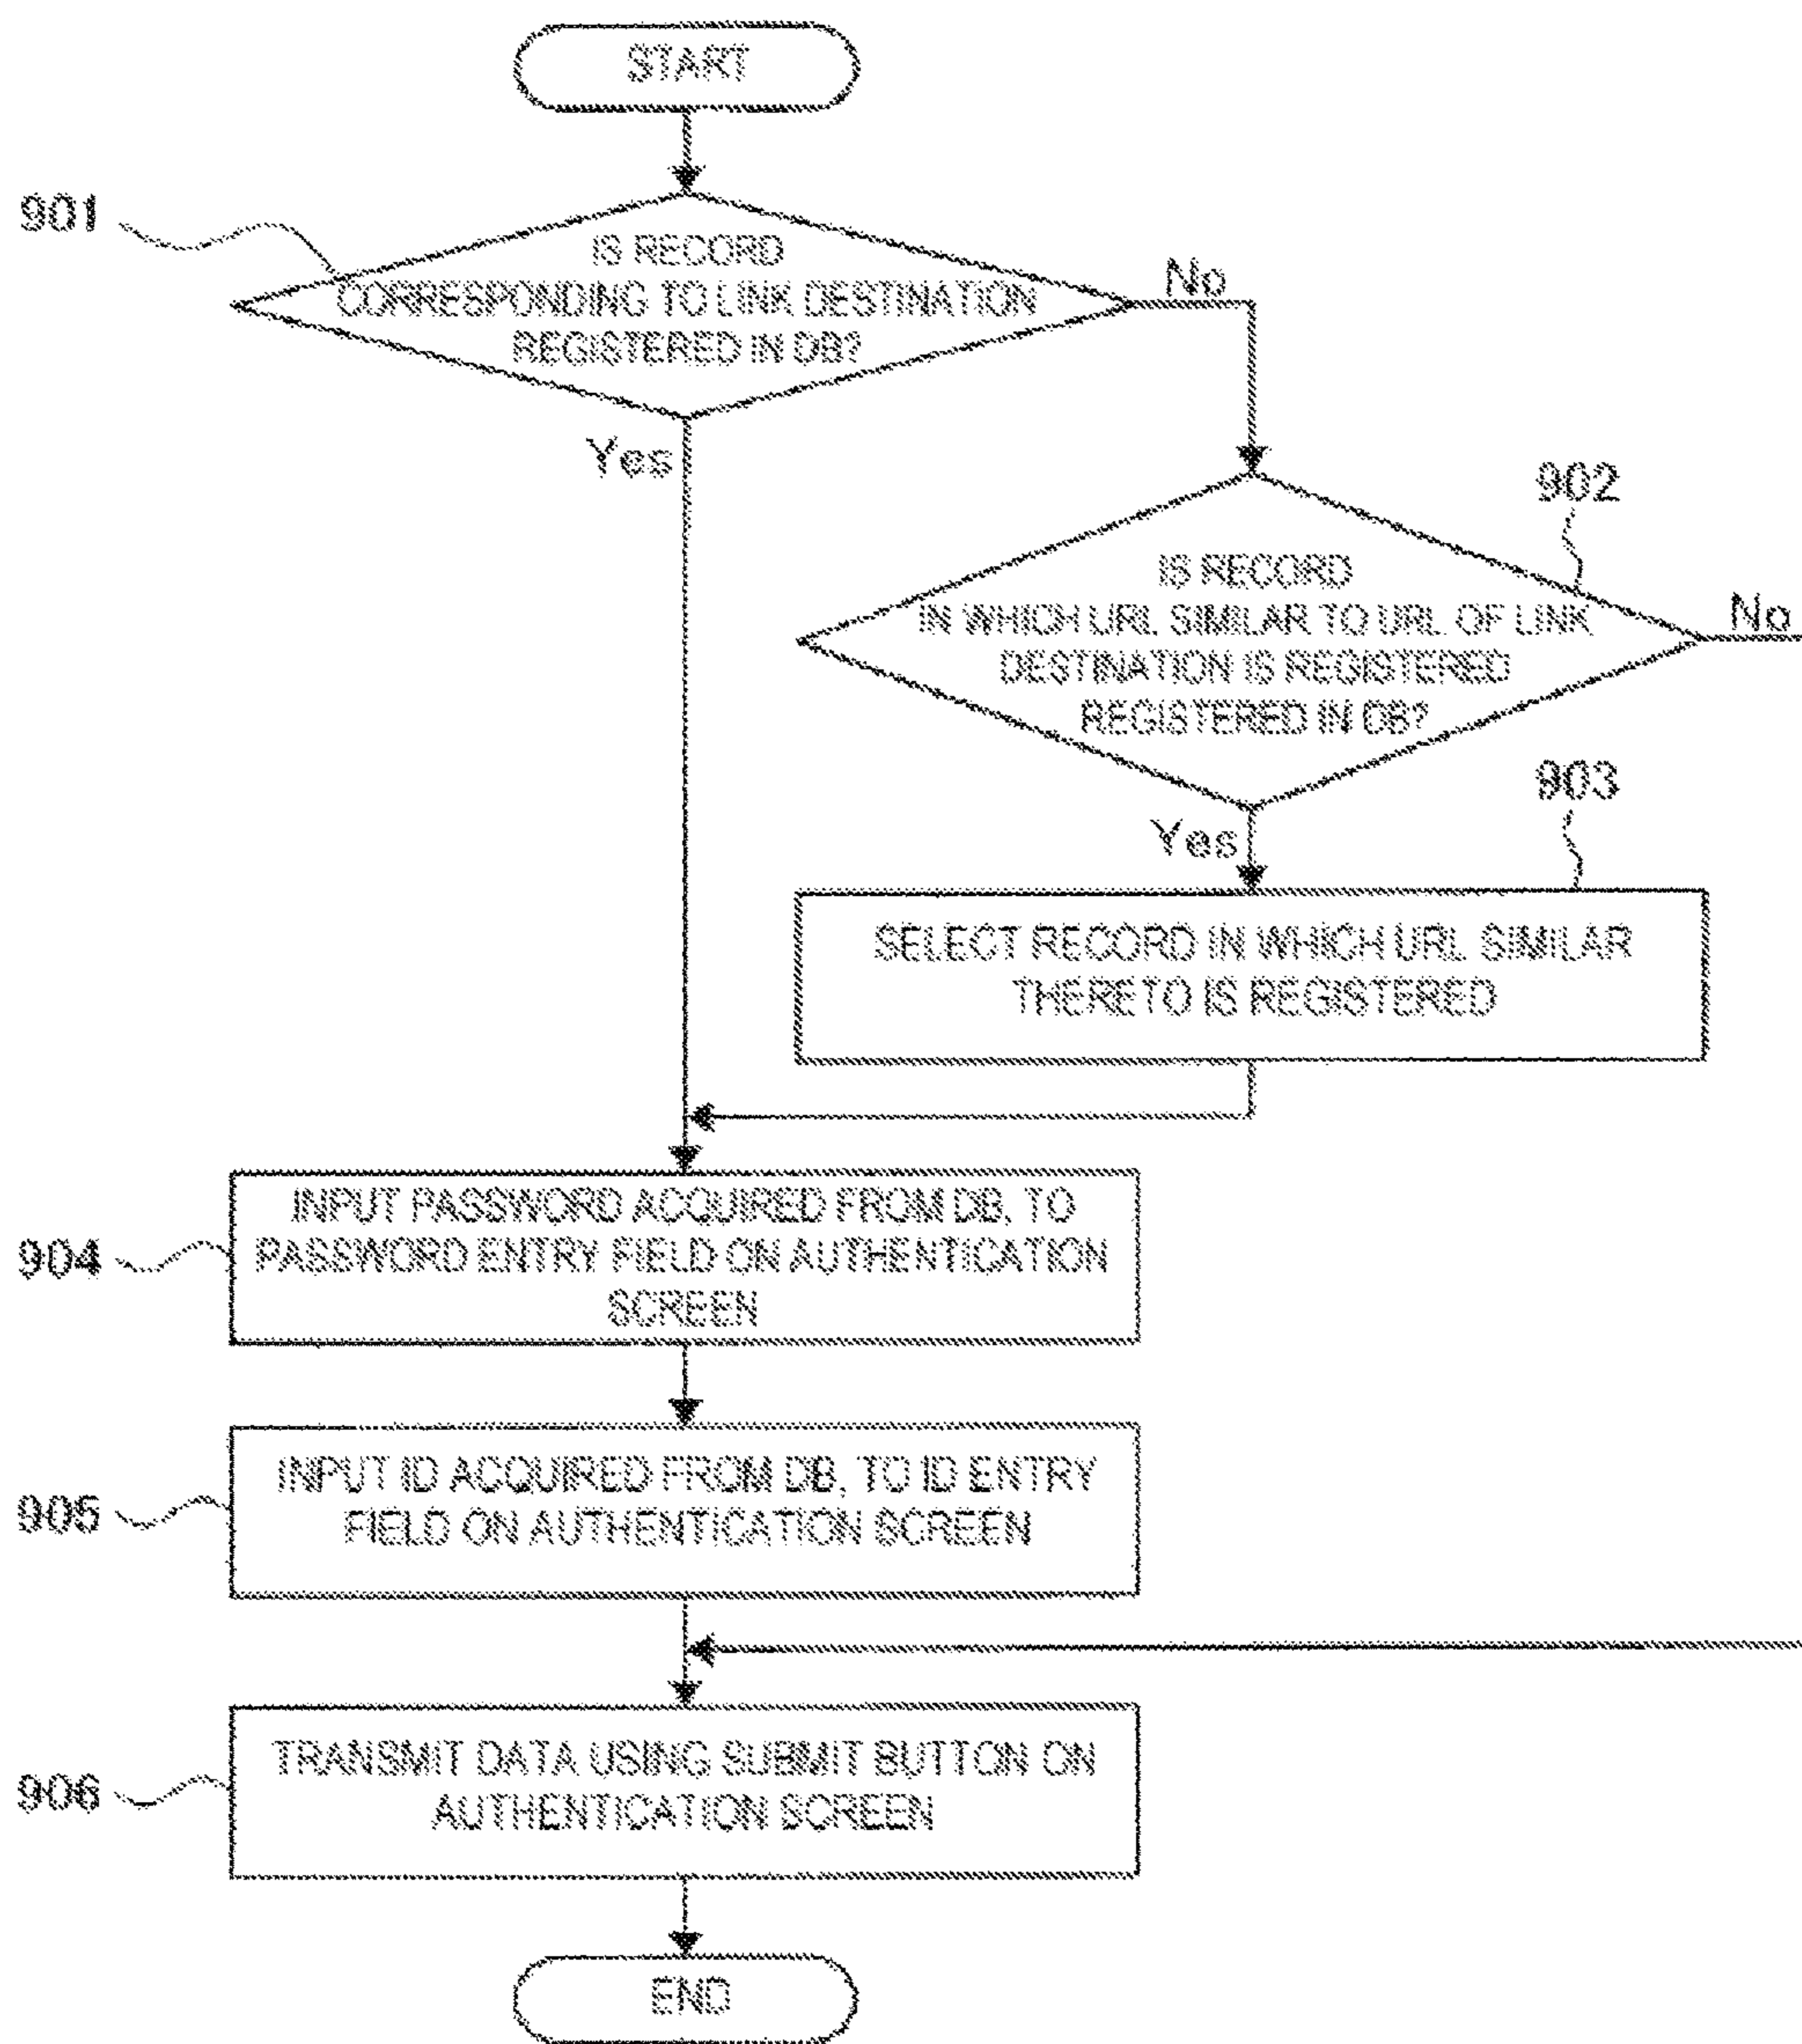 START
901
IS RECORD
CORRESPONDING TO LINK DESTINATION
REGISTERED IN DB?
No
Yes
902
IS RECORD
IN WHICH URL SIMILAR TO URL OF LINK
DESTINATION IS REGISTERED
REGISTERED IN DB?
No
Yes
903
SELECT RECORD IN WHICH URL SIMILAR
THERETO IS REGISTERED
904
INPUT PASSWORD ACQUIRED FROM DB, TO
PASSWORD ENTRY FIELD ON AUTHENTICATION
SCREEN
905
INPUT ID ACQUIRED FROM DB, TO ID ENTRY
FIELD ON AUTHENTICATION SCREEN
906
TRANSMIT DATA USING SUBMIT BUTTON ON
AUTHENTICATION SCREEN
END